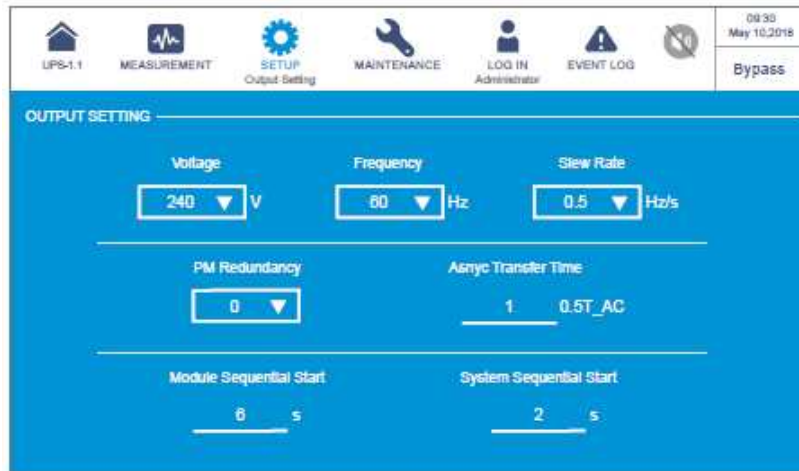 UPS-1.1 MEASUREMENT SETUP MAINTENANCE LOG IN EVENT LOG
Output Setting Administrator
09:30
May 10,2018
Bypass
OUTPUT SETTING
Voltage Frequency Slew Rate
240 V 60 Hz 0.5 Hz/s
PM Redundancy Asnyc Transfer Time
0 1 0.5T_AC
Module Sequential Start System Sequential Start
6 s 2 s